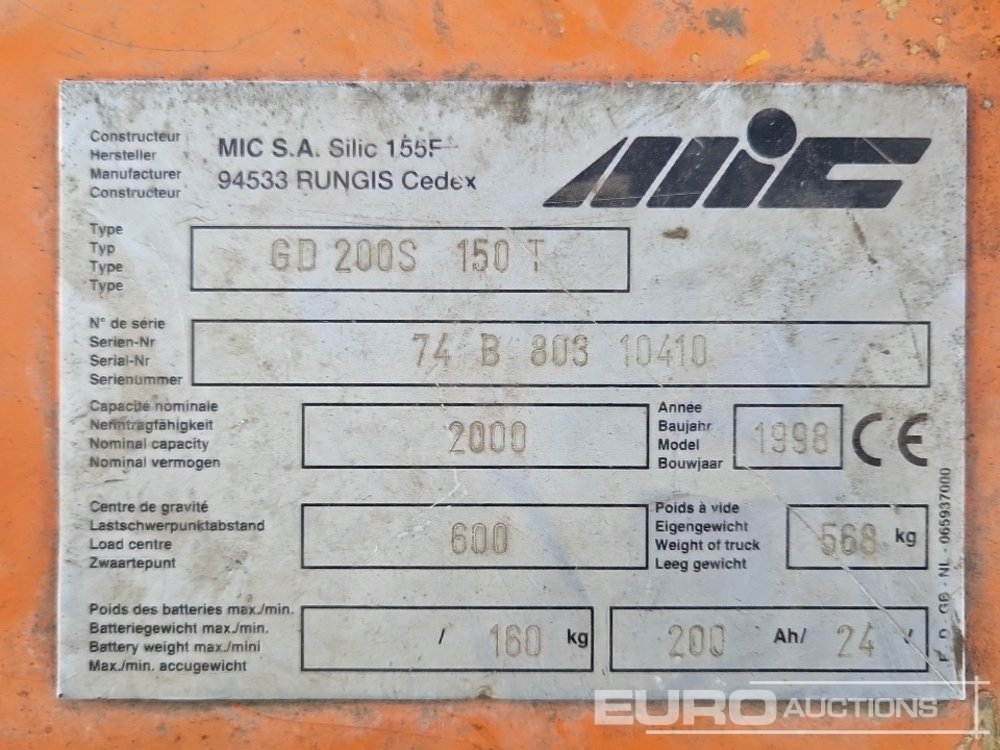 Constructeur
Hersteller
Manufacturer
Constructeur
MIC S.A. Silic 155F
94533 RUNGIS Cedex
MIC
Type
Typ
Type
Type
GD 200S 150 T
N° de série
Serien-Nr
Serial-Nr
Serienummer
74 B 803 10410
Capacité nominale
Nenntragfähigkeit
Nominal capacity
Nominal vermogen
2000
Année
Baujahr
Model
Bouwjaar
1998
CE
Centre de gravité
Lastschwerpunktabstand
Load centre
Zwaartepunt
600
Poids à vide
Eigengewicht
Weight of truck
Leeg gewicht
568 kg
Poids des batteries max./min.
Batteriegewicht max./min.
Battery weight max./mini
Max./min. accugewicht
/ 160 kg
200 Ah/ 24 V
F - D - GB - NL - 065937000
EURO AUCTIONS